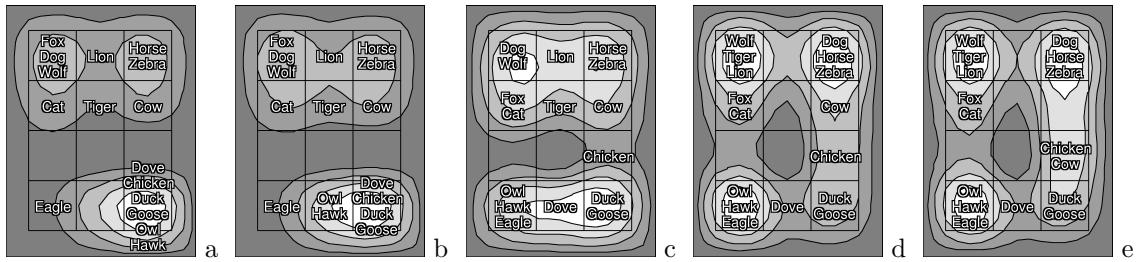 Fox
Dog
Wolf
Lion
Horse
Zebra
Cat
Tiger
Cow
Dove
Chicken
Eagle
Duck
Goose
Owl
Hawk
a
Fox
Dog
Wolf
Lion
Horse
Zebra
Cat
Tiger
Cow
Eagle
Owl
Hawk
Dove
Chicken
Duck
Goose
b
Dog
Wolf
Lion
Horse
Zebra
Fox
Cat
Tiger
Cow
Chicken
Owl
Hawk
Eagle
Dove
Duck
Goose
c
Wolf
Tiger
Lion
Dog
Horse
Zebra
Fox
Cat
Cow
Chicken
Owl
Hawk
Eagle
Dove
Duck
Goose
d
Wolf
Tiger
Lion
Dog
Horse
Zebra
Fox
Cat
Chicken
Cow
Owl
Hawk
Eagle
Dove
Duck
Goose
e